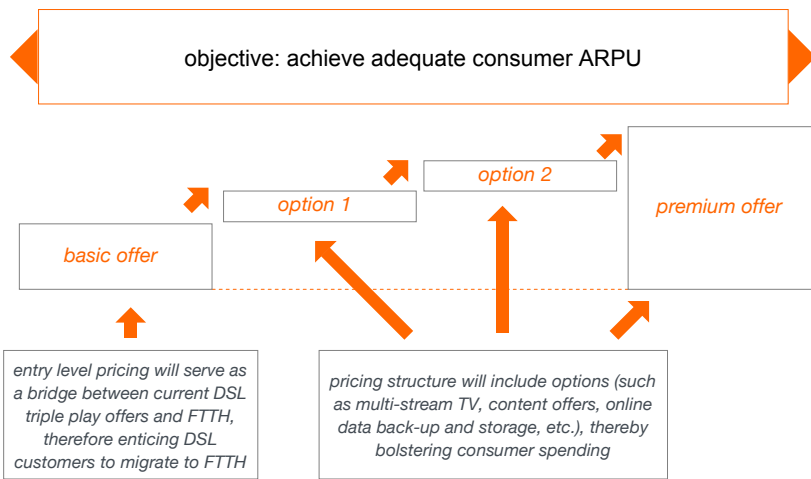 objective: achieve adequate consumer ARPU
option 2
option 1
premium offer
basic offer
entry level pricing will serve as
a bridge between current DSL
triple play offers and FTTH,
therefore enticing DSL
customers to migrate to FTTH
pricing structure will include options (such
as multi-stream TV, content offers, online
data back-up and storage, etc.), thereby
bolstering consumer spending